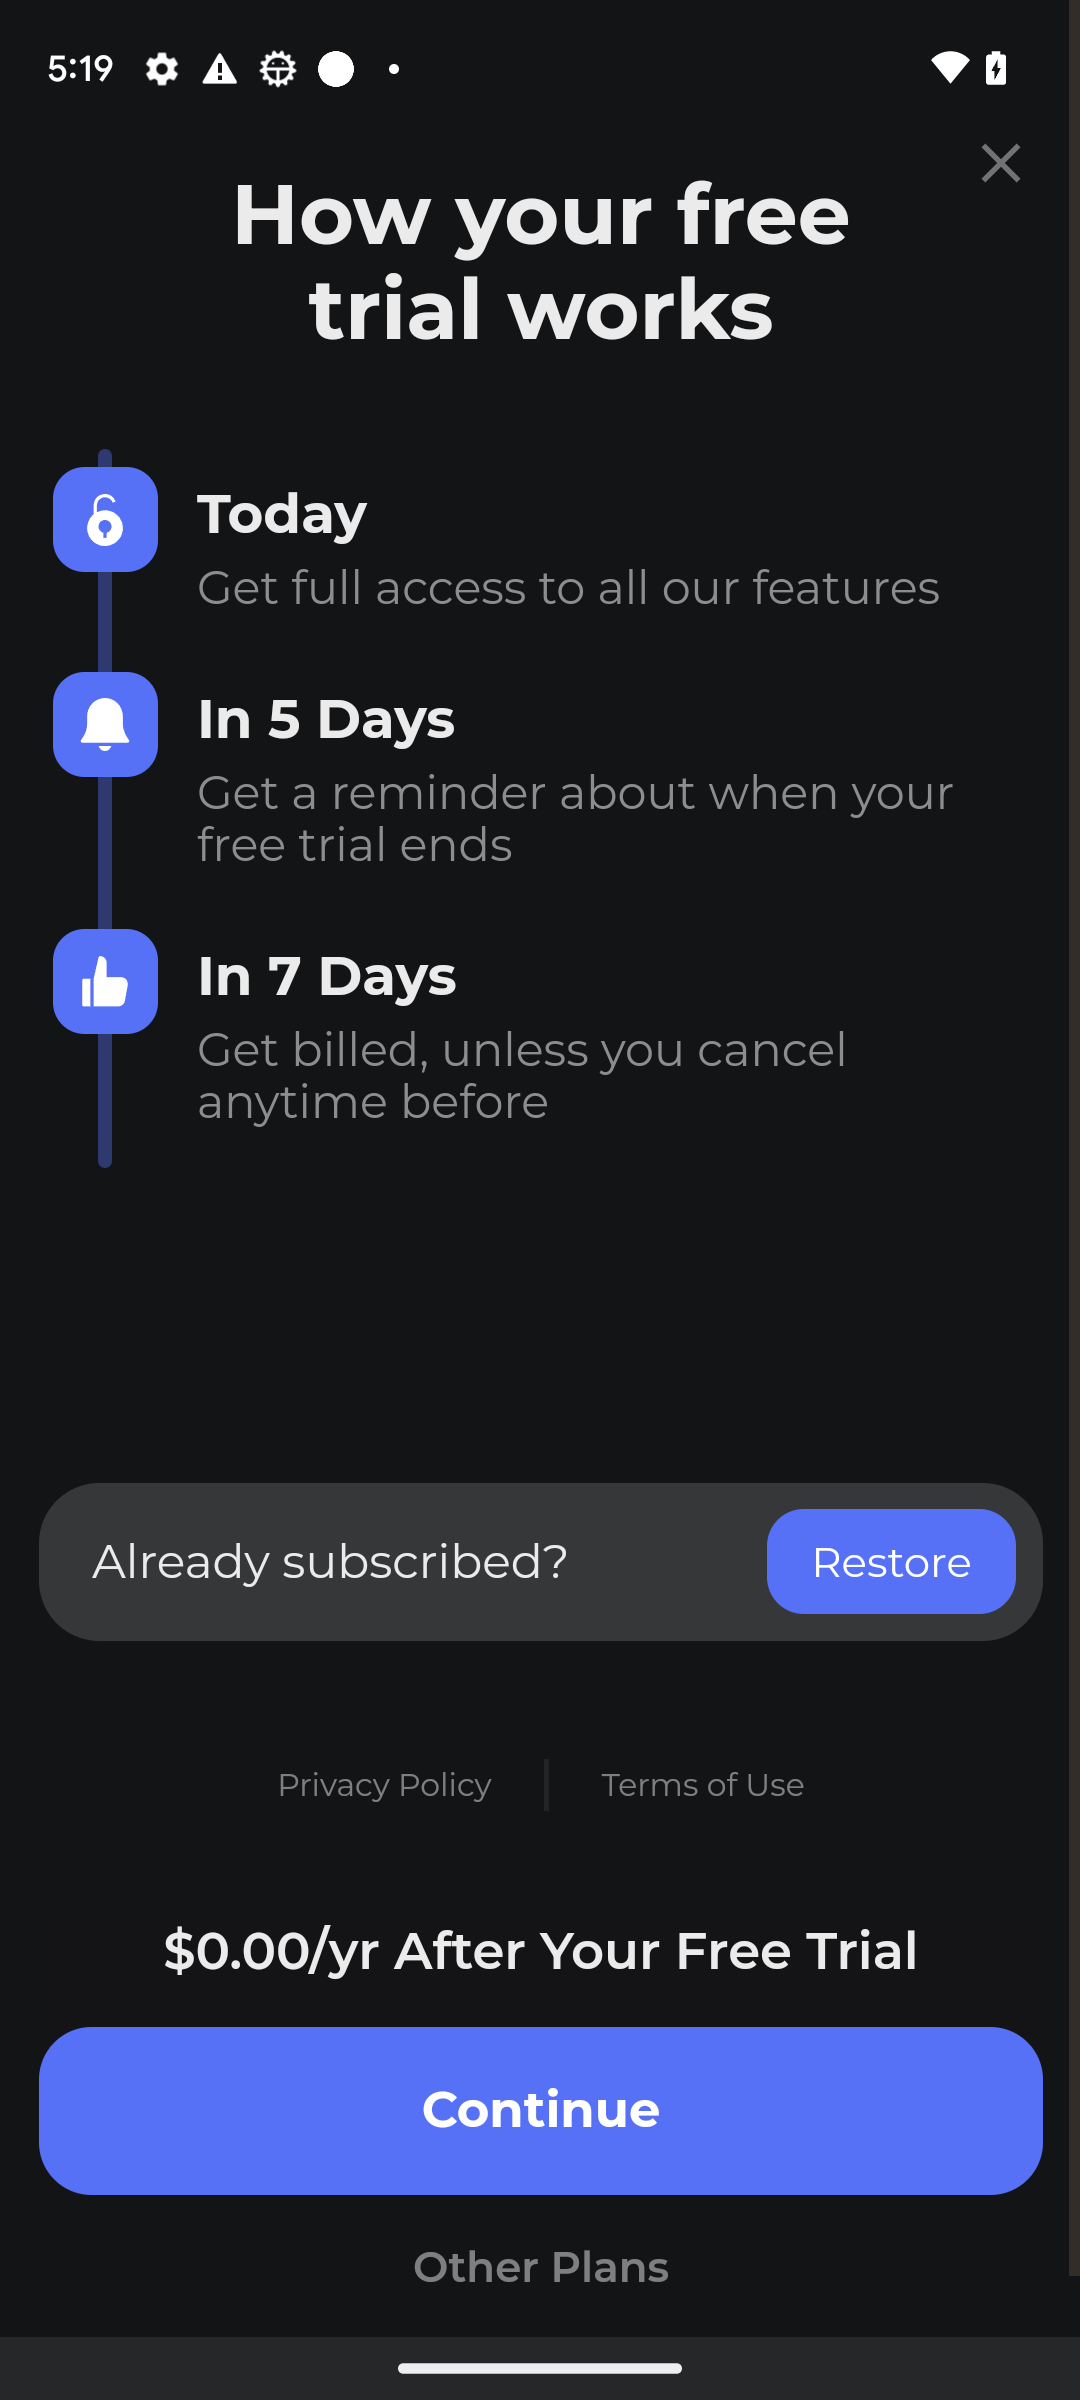 5:19
How your free
trial works
Today
Get full access to all our features
In 5 Days
Get a reminder about when your
free trial ends
In 7 Days
Get billed, unless you cancel
anytime before
Already subscribed?
Restore
Privacy Policy
Terms of Use
$0.00/yr After Your Free Trial
Continue
Other Plans